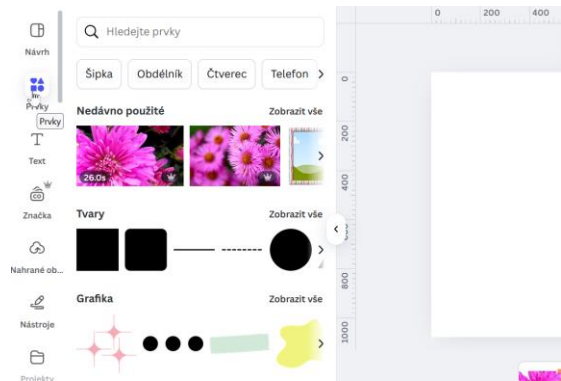 Návrh
Prvky
Prvky
Text
Značka
Nahrané ob...
Nástroje
Projekty
Hledejte prvky
Šipka
Obdélník
Čtverec
Telefon
Nedávno použité
Zobrazit vše
26.0s
Tvary
Zobrazit vše
Grafika
Zobrazit vše
0 200 400
0
200
400
800
1000